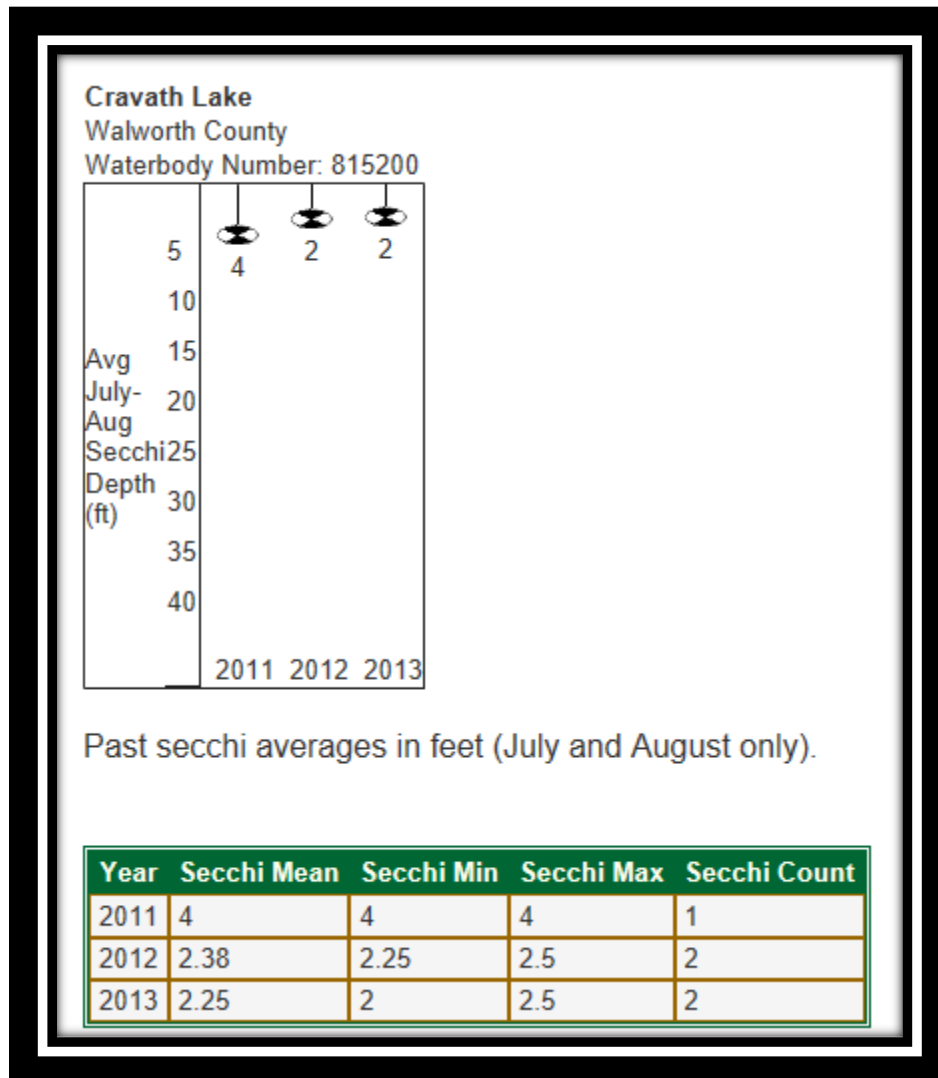 Cravath Lake
Walworth County
Waterbody Number: 815200
5
10
15
20
25
30
35
40
Avg
July-
Aug
Secchi
Depth
(ft)
4 2 2
2011 2012 2013
Past secchi averages in feet (July and August only).
Year Secchi Mean Secchi Min Secchi Max Secchi Count
2011 4 4 4 1
2012 2.38 2.25 2.5 2
2013 2.25 2 2.5 2